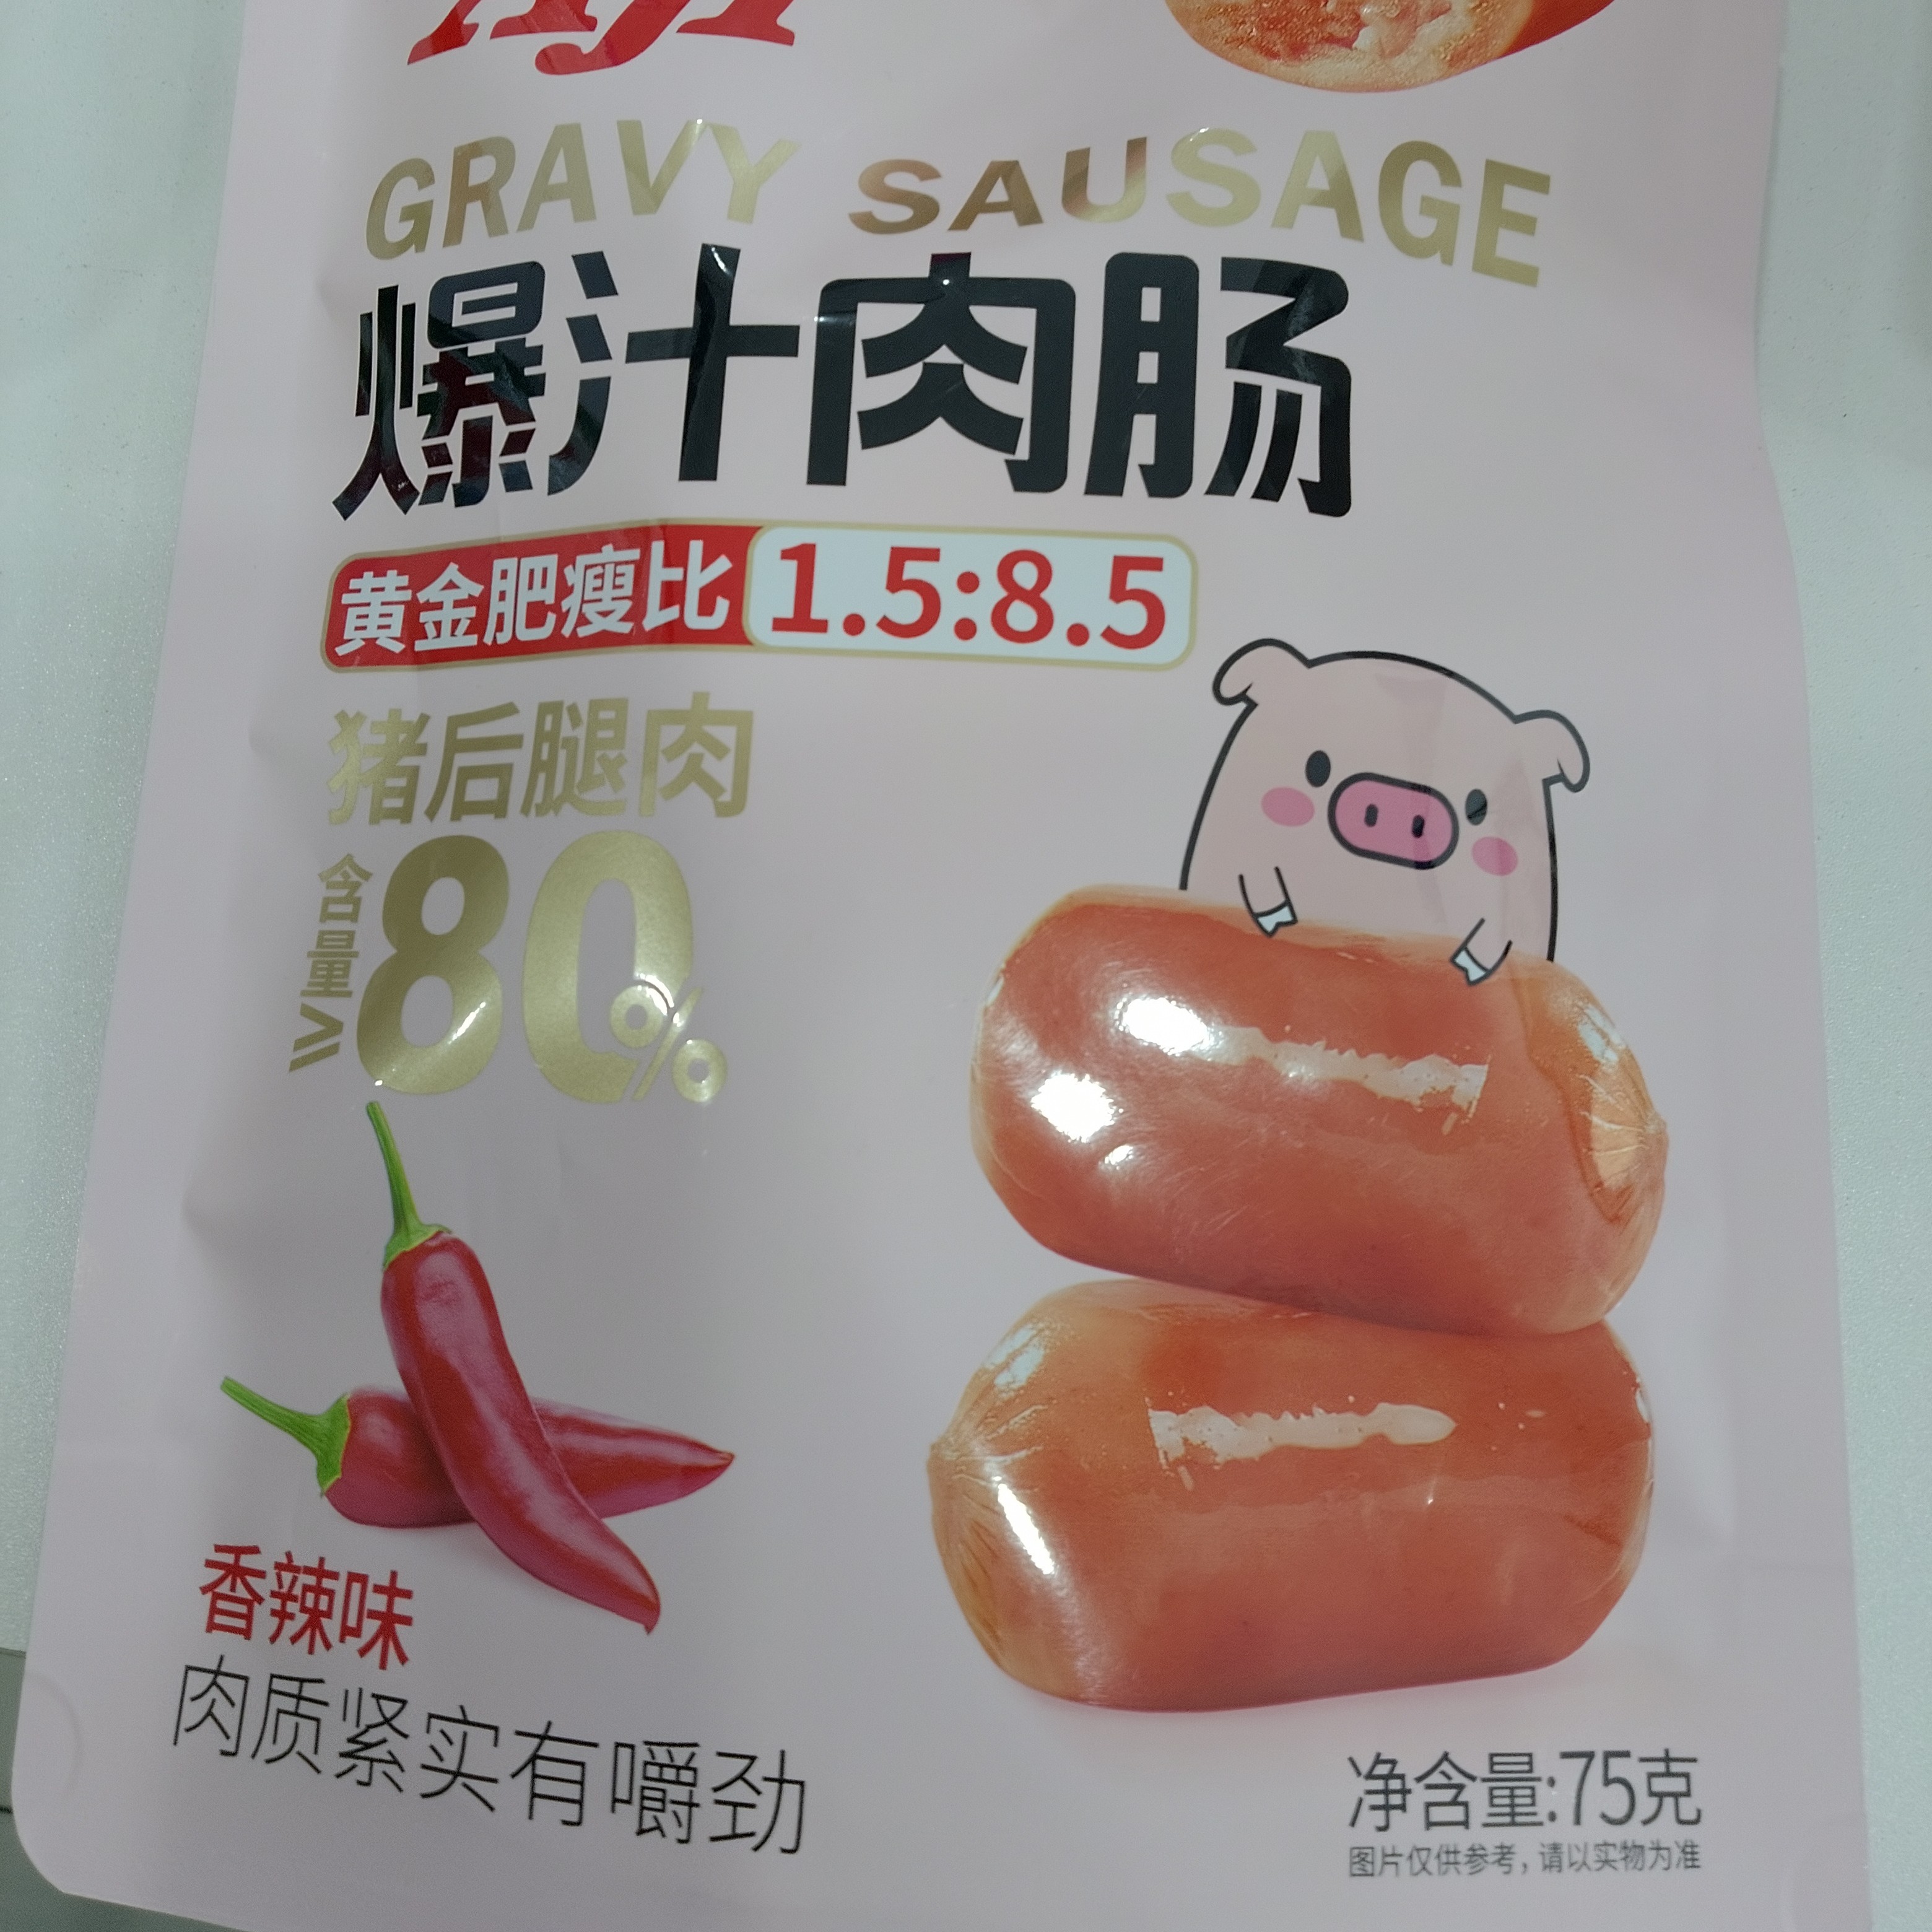 Aji
GRAVY SAUSAGE
爆汁肉肠
黄金肥瘦比 1.5:8.5
猪后腿肉
含量≥80%
香辣味
肉质紧实有嚼劲
净含量:75克
图片仅供参考，请以实物为准